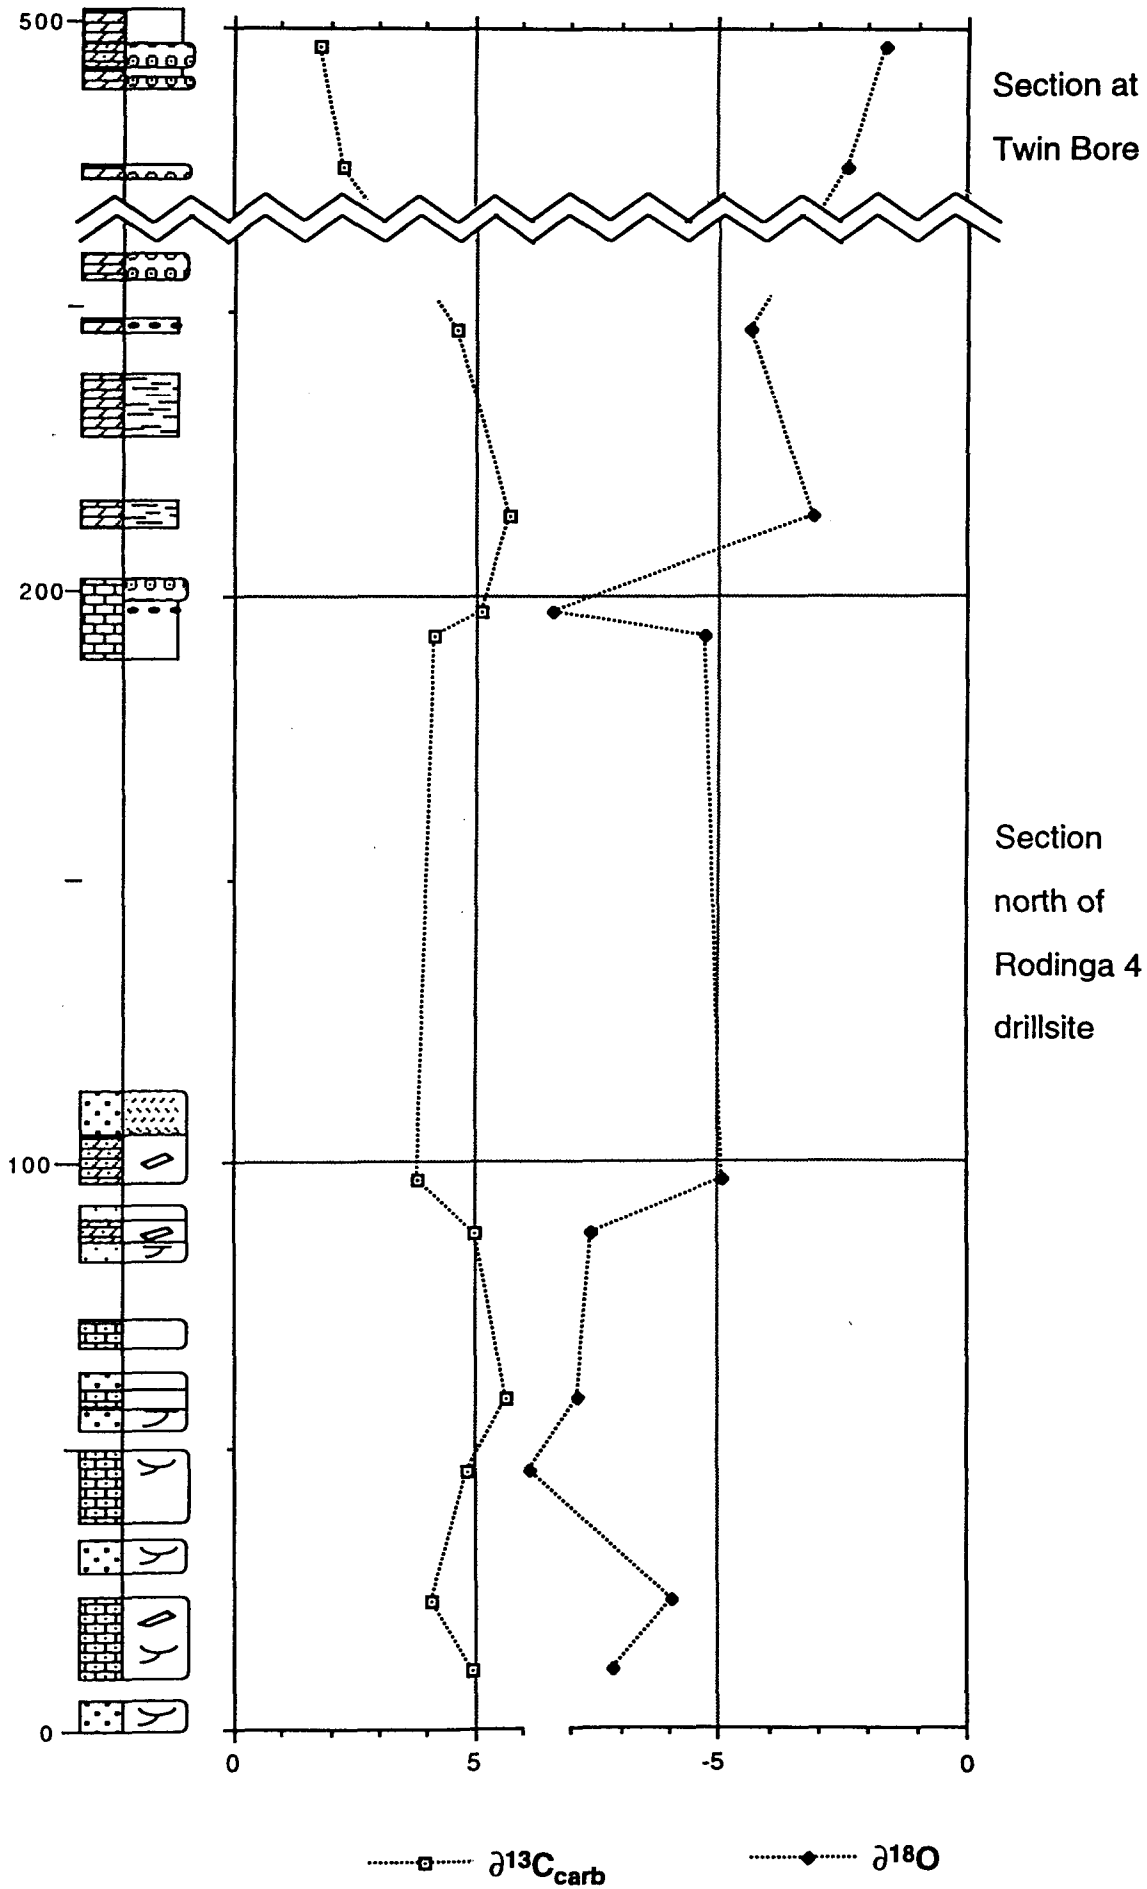 500
Section at
Twin Bore
200
Section
north of
Rodinga 4
drillsite
100
0
0 5 -5 0
∂13Ccarb ∂18O